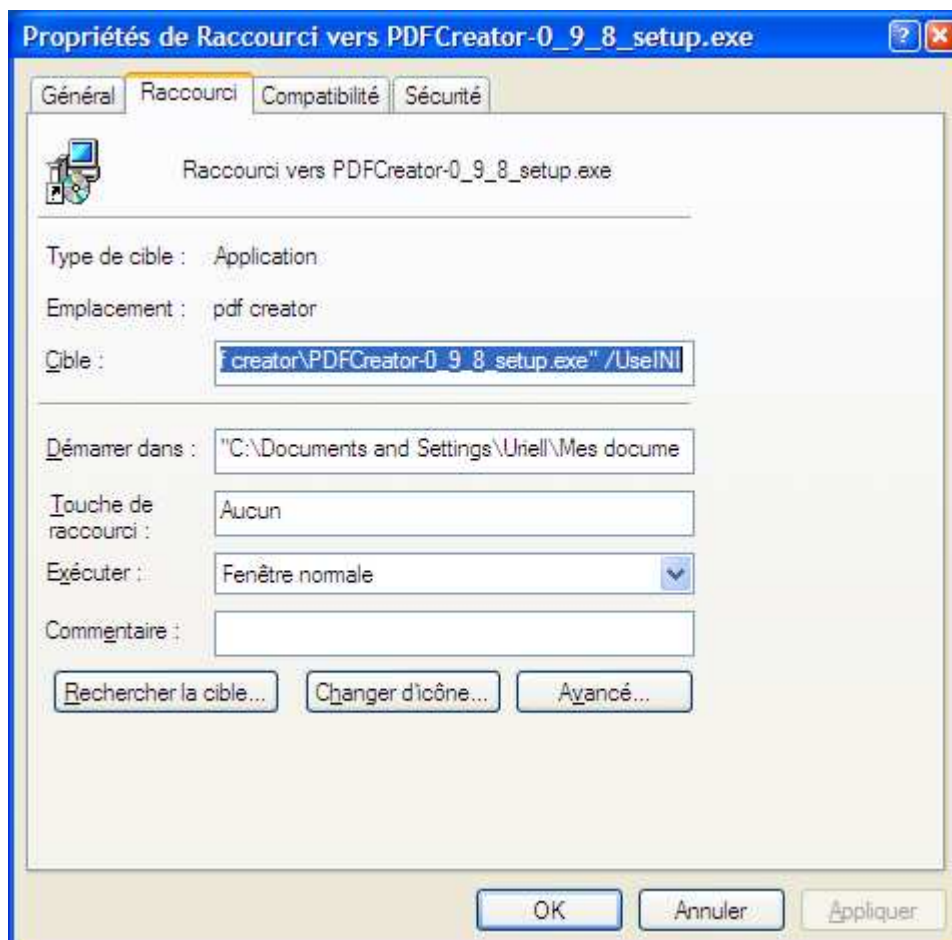 Propriétés de Raccourci vers PDFCreator-0_9_8_setup.exe
Général Raccourci Compatibilité Sécurité
Raccourci vers PDFCreator-0_9_8_setup.exe
Type de cible : Application
Emplacement : pdf creator
Cible : f creator\PDFCreator-0_9_8_setup.exe" /UseINI
Démarrer dans : "C:\Documents and Settings\Uriell\Mes docume
Touche de
raccourci : Aucun
Exécuter : Fenêtre normale
Commentaire :
Rechercher la cible... Changer d'icône... Avancé...
OK Annuler Appliquer